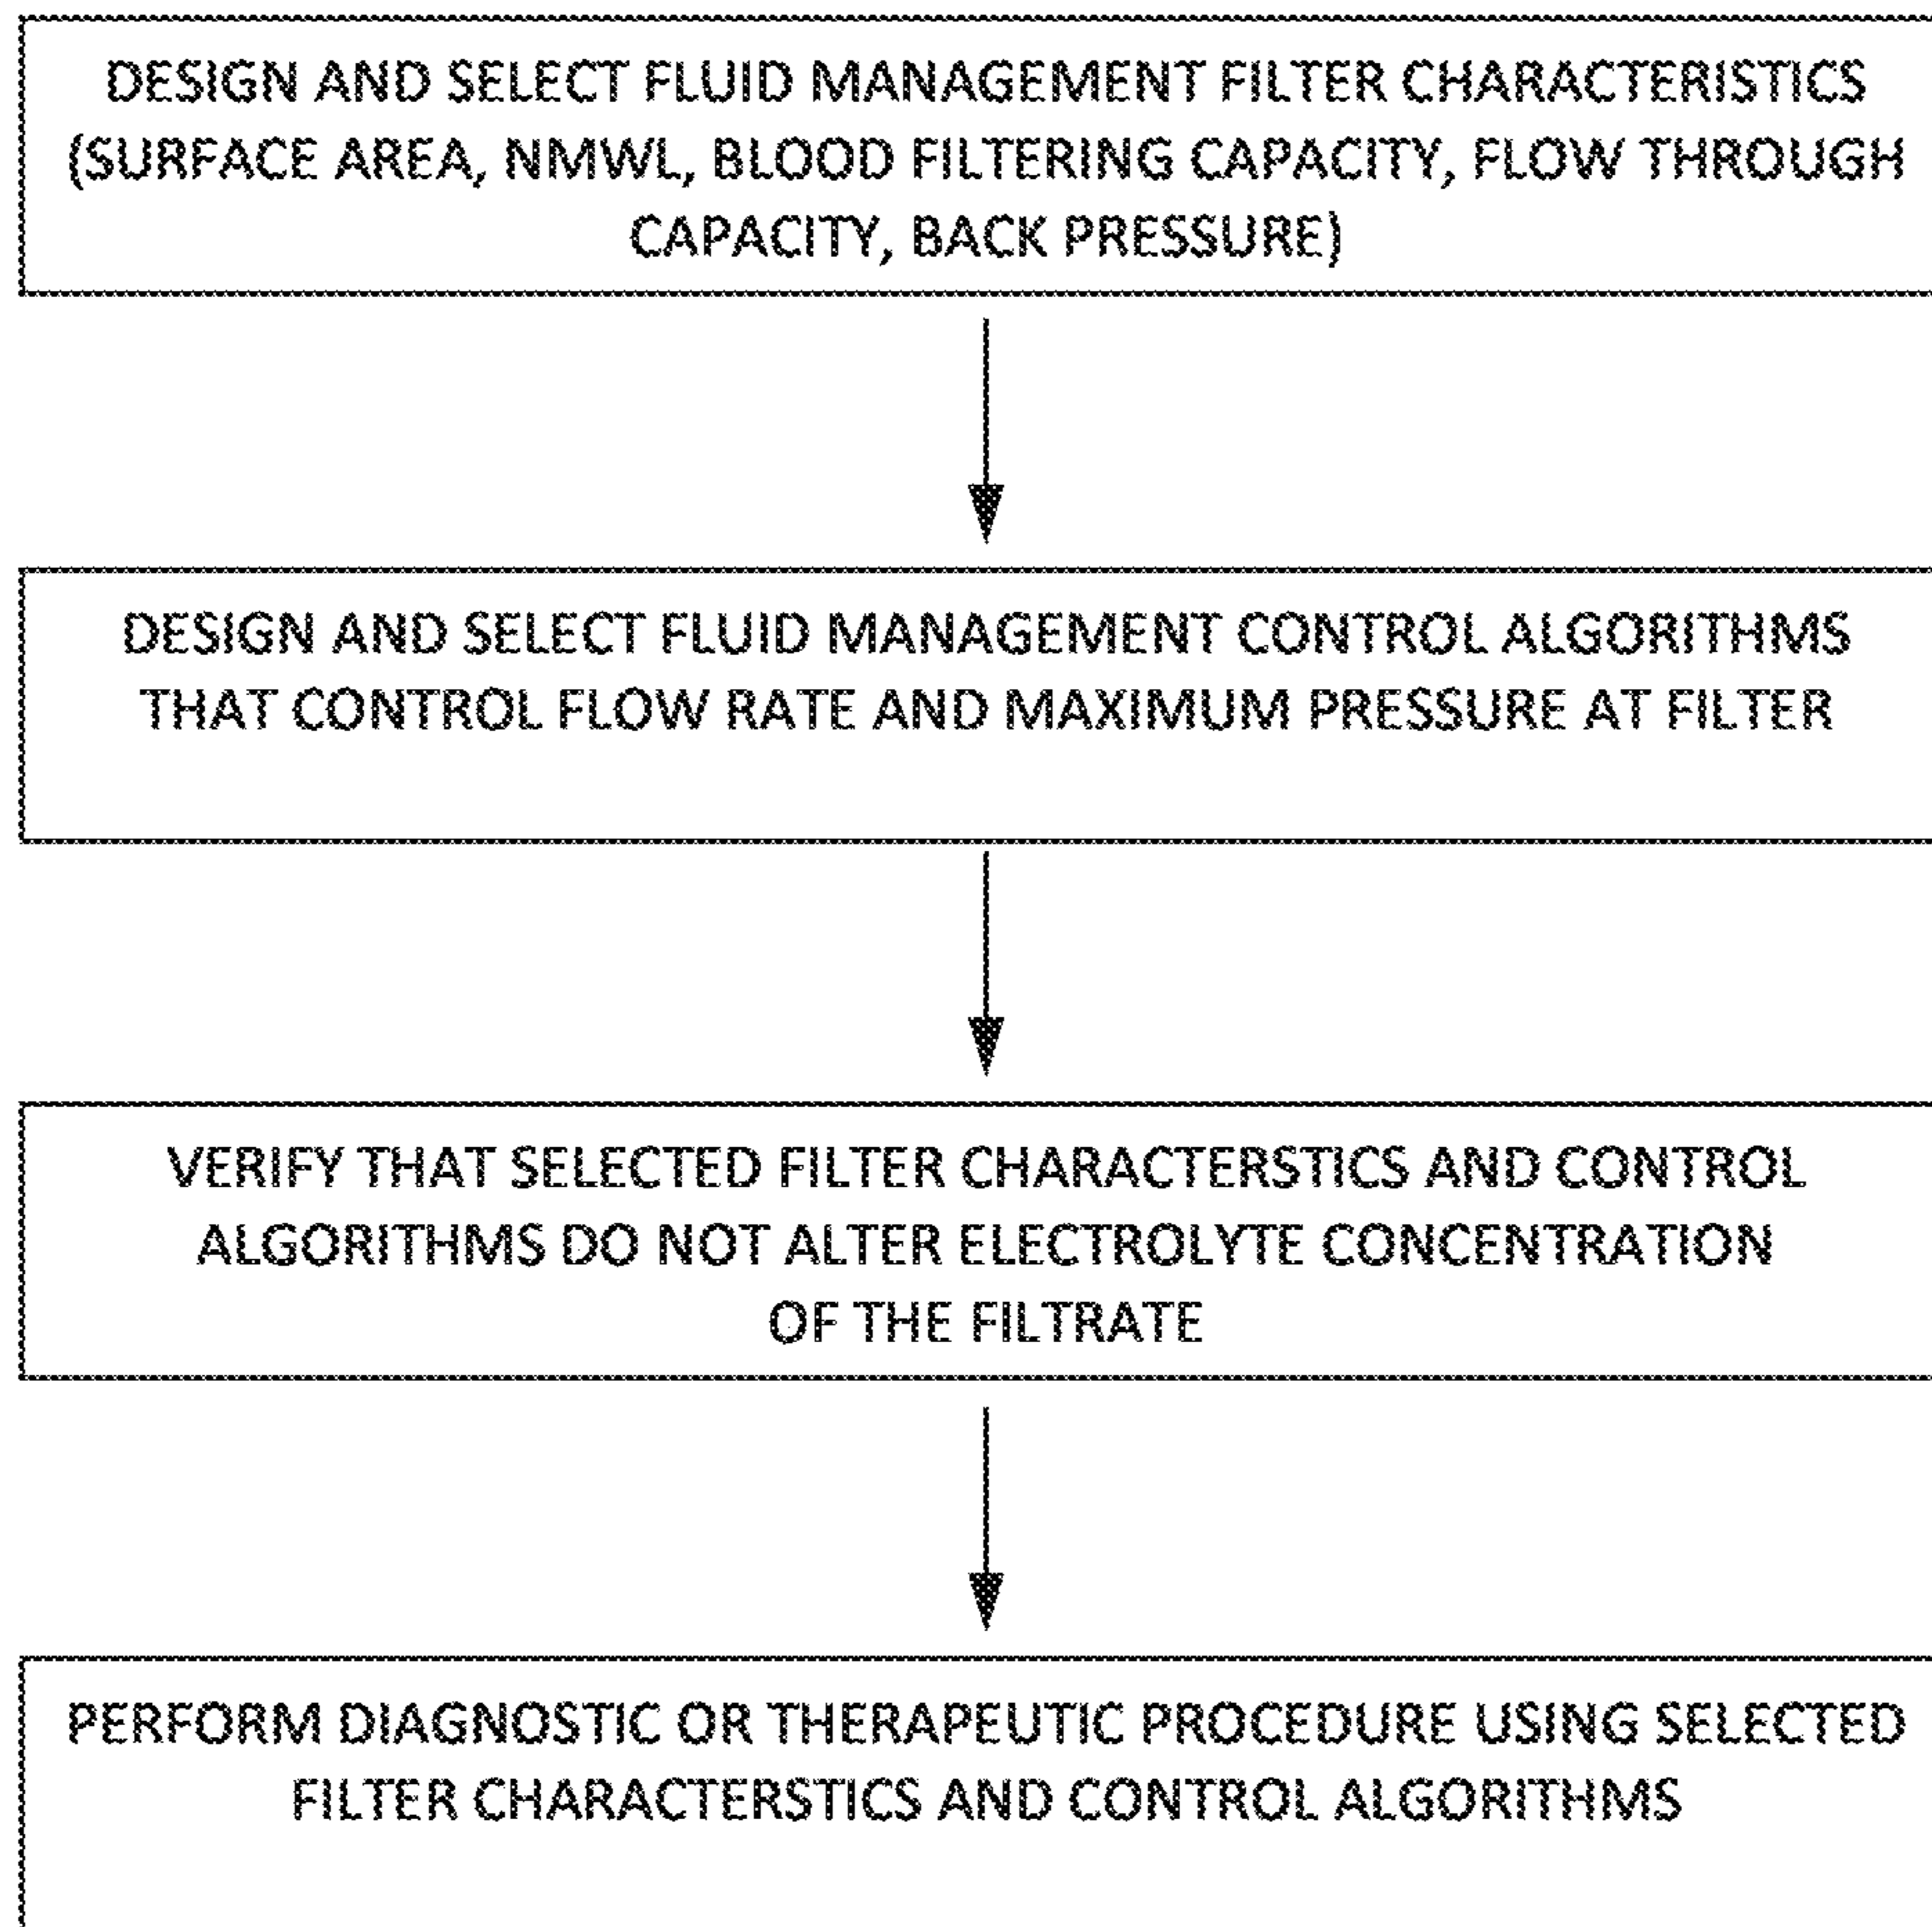 DESIGN AND SELECT FLUID MANAGEMENT FILTER CHARACTERISTICS
(SURFACE AREA, NMWL, BLOOD FILTERING CAPACITY, FLOW THROUGH
CAPACITY, BACK PRESSURE)
DESIGN AND SELECT FLUID MANAGEMENT CONTROL ALGORITHMS
THAT CONTROL FLOW RATE AND MAXIMUM PRESSURE AT FILTER
VERIFY THAT SELECTED FILTER CHARACTERSTICS AND CONTROL
ALGORITHMS DO NOT ALTER ELECTROLYTE CONCENTRATION
OF THE FILTRATE
PERFORM DIAGNOSTIC OR THERAPEUTIC PROCEDURE USING SELECTED
FILTER CHARACTERSTICS AND CONTROL ALGORITHMS